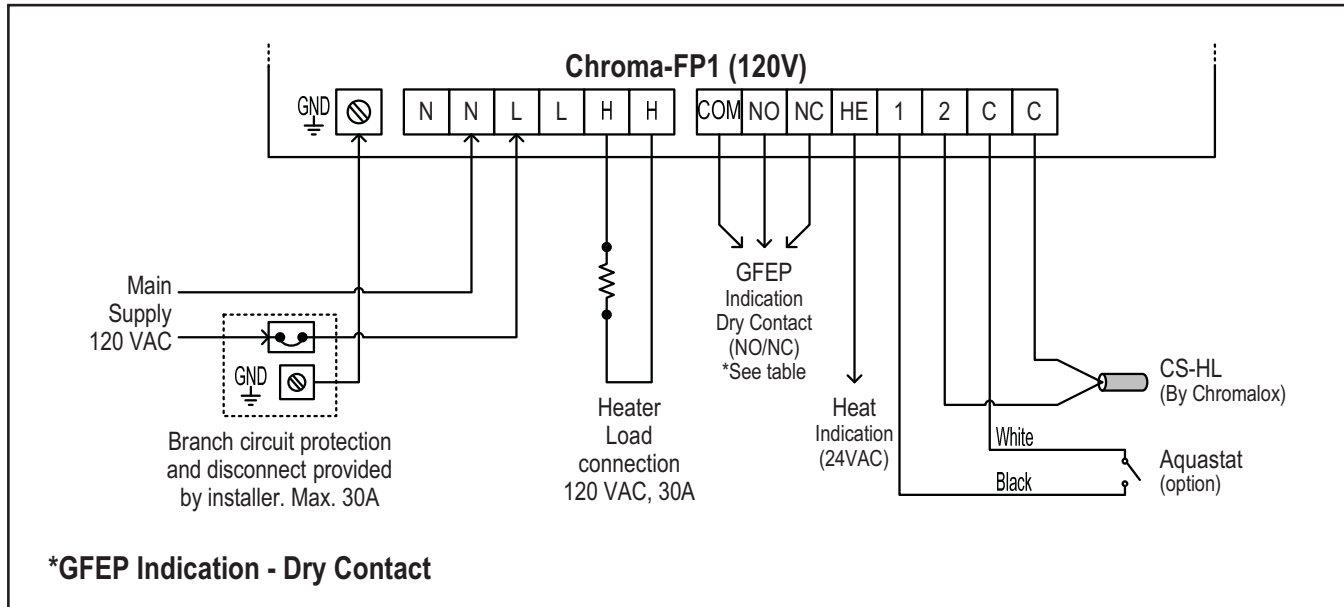 Chroma-FP1 (120V)
GND
N N L L H H
COM NO NC HE 1 2 C C
Main
Supply
120 VAC
GND
Branch circuit protection
and disconnect provided
by installer. Max. 30A
Heater
Load
connection
120 VAC, 30A
GFEP
Indication
Dry Contact
(NO/NC)
*See table
Heat
Indication
(24VAC)
CS-HL
(By Chromalox)
White
Black
Aquastat
(option)
*GFEP Indication - Dry Contact